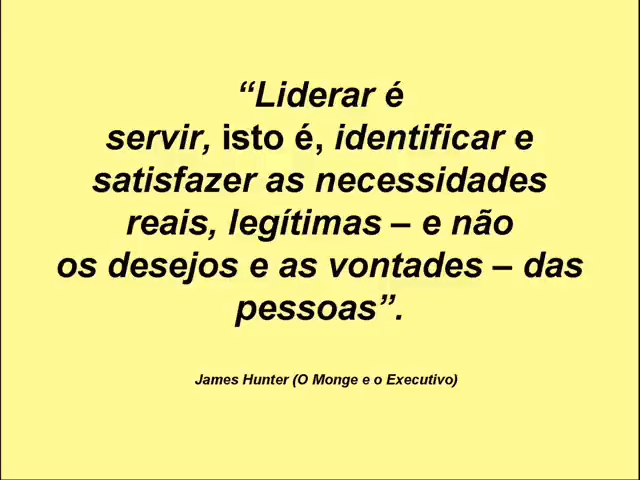 “Liderar é
servir, isto é, identificar e
satisfazer as necessidades
reais, legítimas – e não
os desejos e as vontades – das
pessoas”.
James Hunter (O Monge e o Executivo)